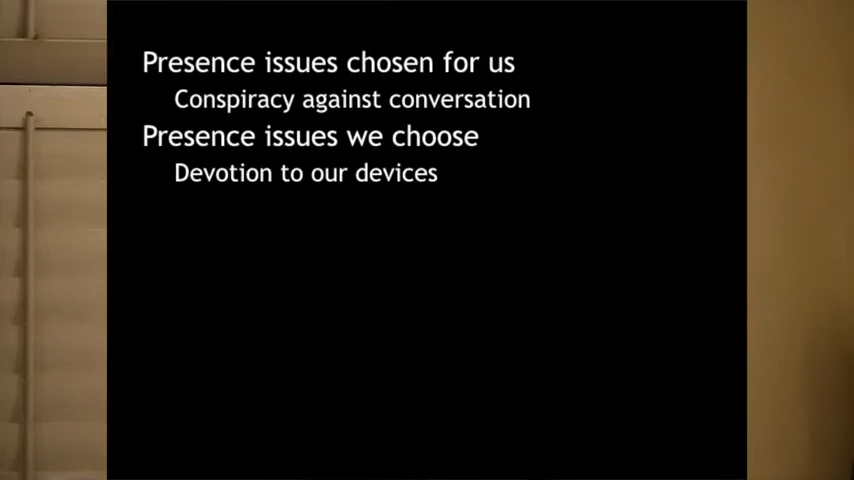 Presence issues chosen for us
Conspiracy against conversation
Presence issues we choose
Devotion to our devices